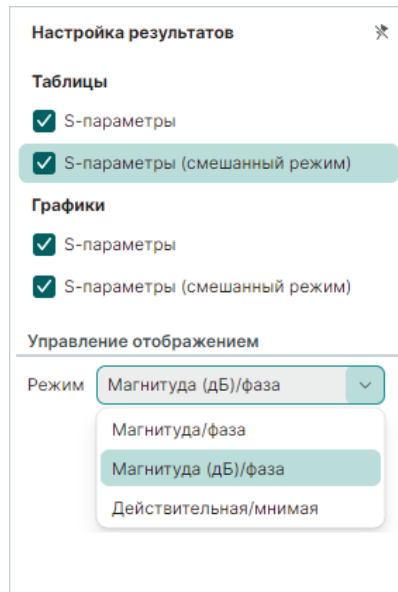 Настройка результатов
Таблицы
S-параметры
S-параметры (смешанный режим)
Графики
S-параметры
S-параметры (смешанный режим)
Управление отображением
Режим Магнитуда (дБ)/фаза
Магнитуда/фаза
Магнитуда (дБ)/фаза
Действительная/мнимая